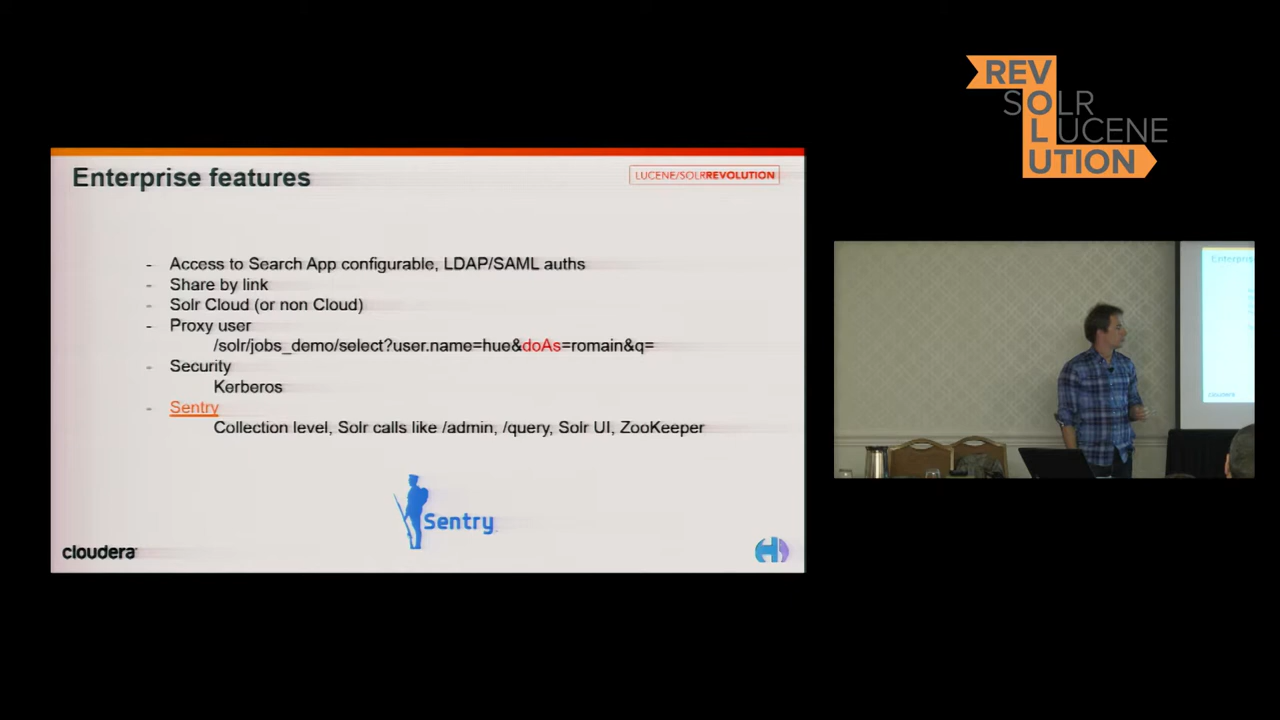 REV
SOLR
LUCENE
UTION
Enterprise features
LUCENE/SOLRREVOLUTION
- Access to Search App configurable, LDAP/SAML auths
- Share by link
- Solr Cloud (or non Cloud)
- Proxy user
/solr/jobs_demo/select?user.name=hue&doAs=romain&q=
- Security
Kerberos
- Sentry
Collection level, Solr calls like /admin, /query, Solr UI, ZooKeeper
Sentry
cloudera
Enterpris
cloudera